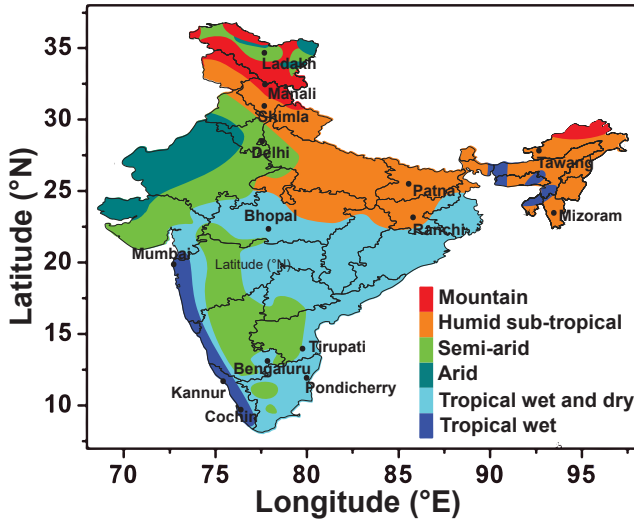 35
30
25
20
15
10
Latitude (°N)
Ladakh
Manali
Shimla
Delhi
Tawang
Patna
Bhopal
Ranchi
Mizoram
Mumbai
Latitude (°N)
Mountain
Humid sub-tropical
Semi-arid
Arid
Tropical wet and dry
Tropical wet
Tirupati
Bengaluru
Kannur
Pondicherry
Cochin
70 75 80 85 90 95
Longitude (°E)